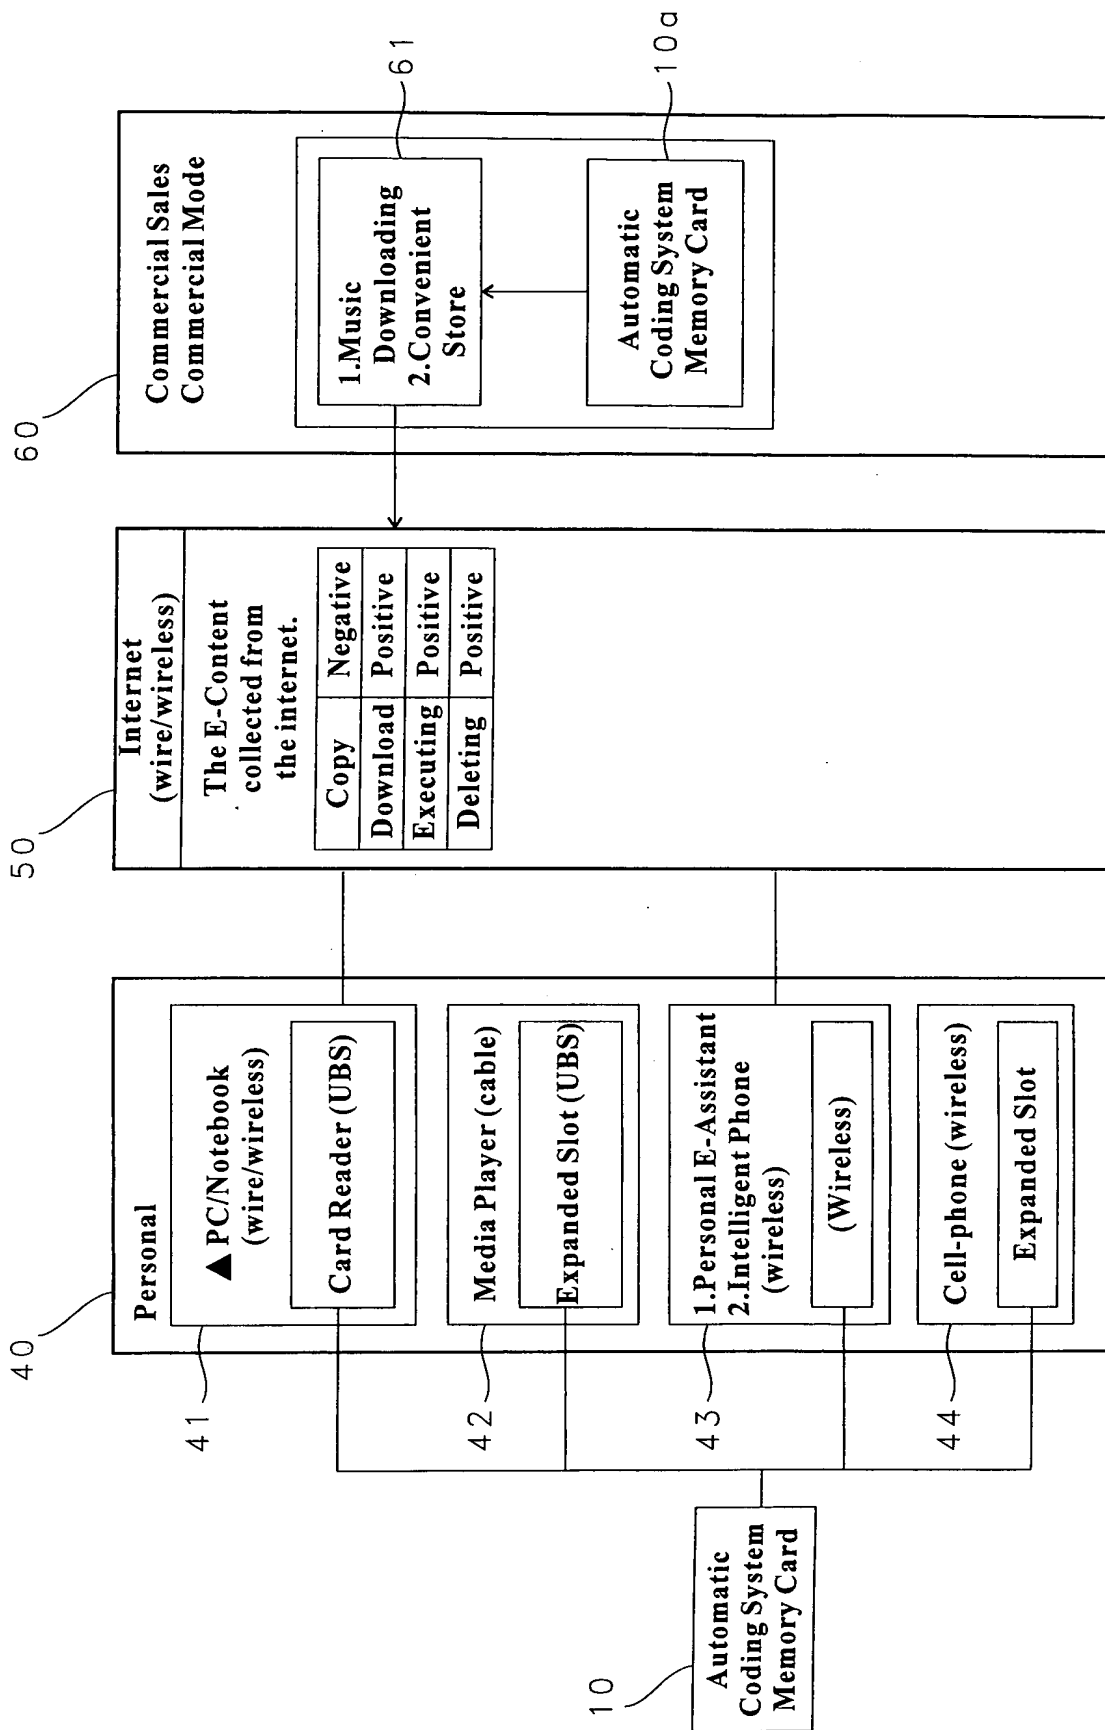 10
Automatic
Coding System
Memory Card
40
Personal
41
▲ PC/Notebook
(wire/wireless)
Card Reader (UBS)
42
Media Player (cable)
Expanded Slot (UBS)
43
1.Personal E-Assistant
2.Intelligent Phone
(wireless)
(Wireless)
44
Cell-phone (wireless)
Expanded Slot
50
Internet
(wire/wireless)
The E-Content
collected from
the internet.
Copy Negative
Download Positive
Executing Positive
Deleting Positive
60
Commercial Sales
Commercial Mode
61
1.Music
Downloading
2.Convenient
Store
10a
Automatic
Coding System
Memory Card